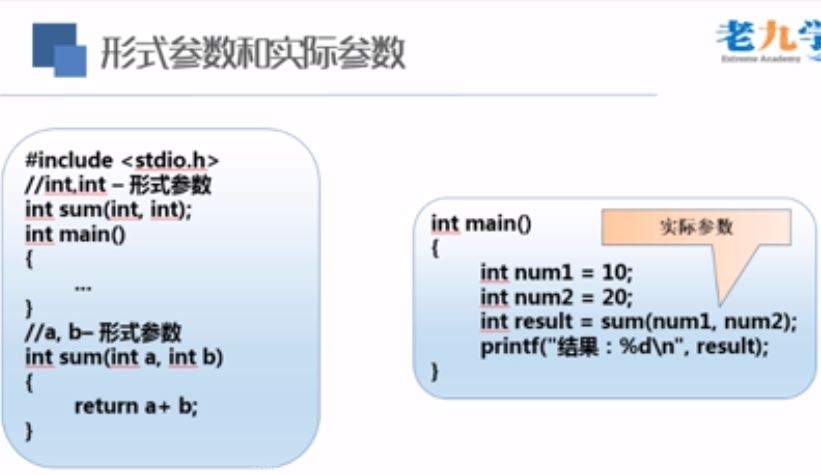 形式参数和实际参数
老九学
Extreme Academy
#include <stdio.h>
//int,int – 形式参数
int sum(int, int);
int main()
{
...
}
//a, b– 形式参数
int sum(int a, int b)
{
return a+ b;
}
实际参数
int main()
{
int num1 = 10;
int num2 = 20;
int result = sum(num1, num2);
printf("结果：%d\n", result);
}